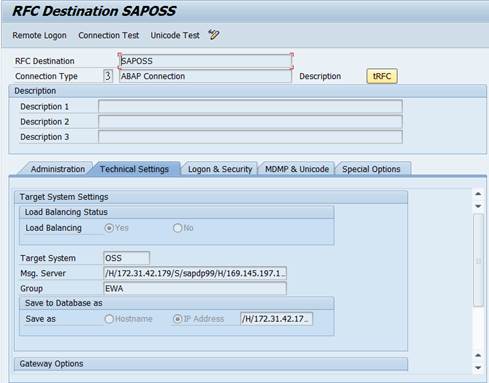 RFC Destination SAPOSS
Remote Logon Connection Test Unicode Test
RFC Destination SAPOSS
Connection Type 3 ABAP Connection Description tRFC
Description
Description 1
Description 2
Description 3
Administration Technical Settings Logon & Security MDMP & Unicode Special Options
Target System Settings
Load Balancing Status
Load Balancing Yes No
Target System OSS
Msg. Server /H/172.31.42.179/S/sapdp99/H/169.145.197.1...
Group EWA
Save to Database as
Save as Hostname IP Address /H/172.31.42.17...
Gateway Options